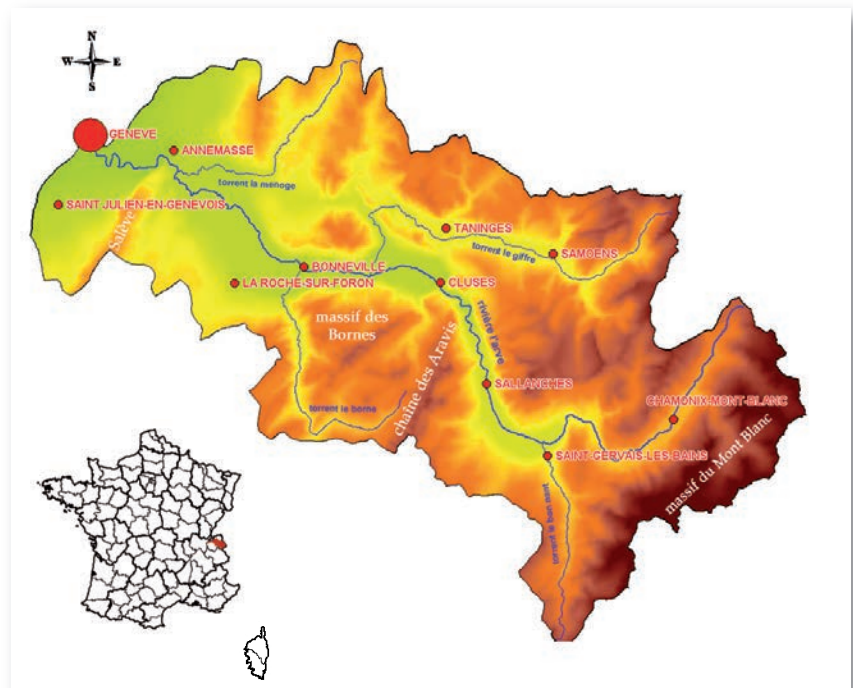 N
W E
S
GENEVE
ANNEMASSE
torrent la ménoge
SAINT JULIEN-EN-GENEVOIS
Salève
TANINGES
torrent le giffre
SAMOENS
BONNEVILLE
LA ROCHE-SUR-FORON
CLUSES
massif des
Bornes
rivière l'arve
chaîne des Aravis
SALLANCHES
torrent le borne
CHAMONIX-MONT-BLANC
SAINT-GERVAIS-LES-BAINS
massif du Mont Blanc
torrent le bon nant